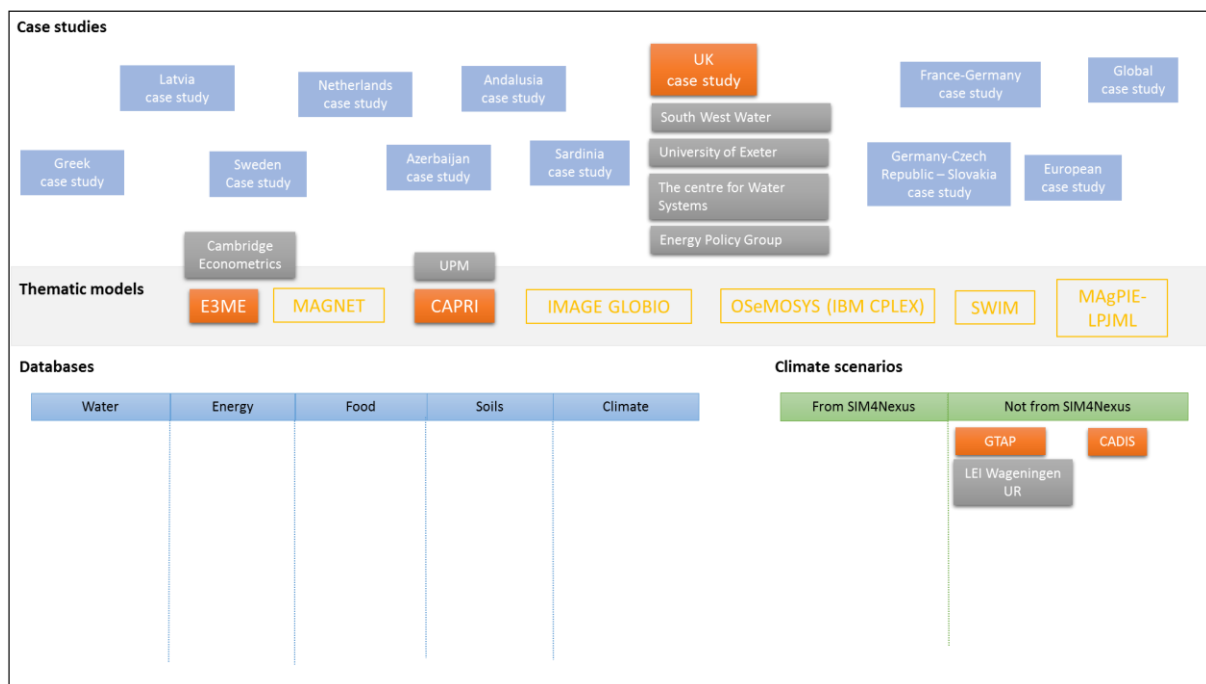 Case studies
Latvia
case study
Netherlands
case study
Andalusia
case study
UK
case study
France-Germany
case study
Global
case study
South West Water
University of Exeter
The centre for Water
Systems
Energy Policy Group
Greek
case study
Sweden
Case study
Azerbaijan
case study
Sardinia
case study
Germany-Czech
Republic – Slovakia
case study
European
case study
Cambridge
Econometrics
UPM
Thematic models
E3ME
MAGNET
CAPRI
IMAGE GLOBIO
OSeMOSYS (IBM CPLEX)
SWIM
MAgPIE-
LPJML
Databases
Water
Energy
Food
Soils
Climate
Climate scenarios
From SIM4Nexus
Not from SIM4Nexus
GTAP
CADIS
LEI Wageningen
UR